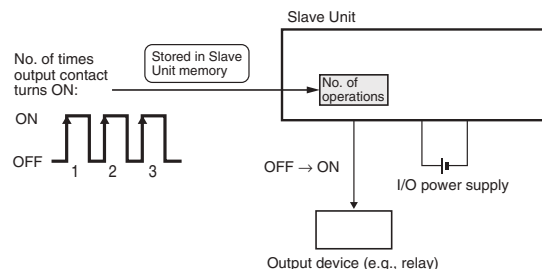 Slave Unit
No. of times
output contact
turns ON:
Stored in Slave
Unit memory
No. of
operations
ON
OFF
1 2 3
OFF → ON
I/O power supply
Output device (e.g., relay)